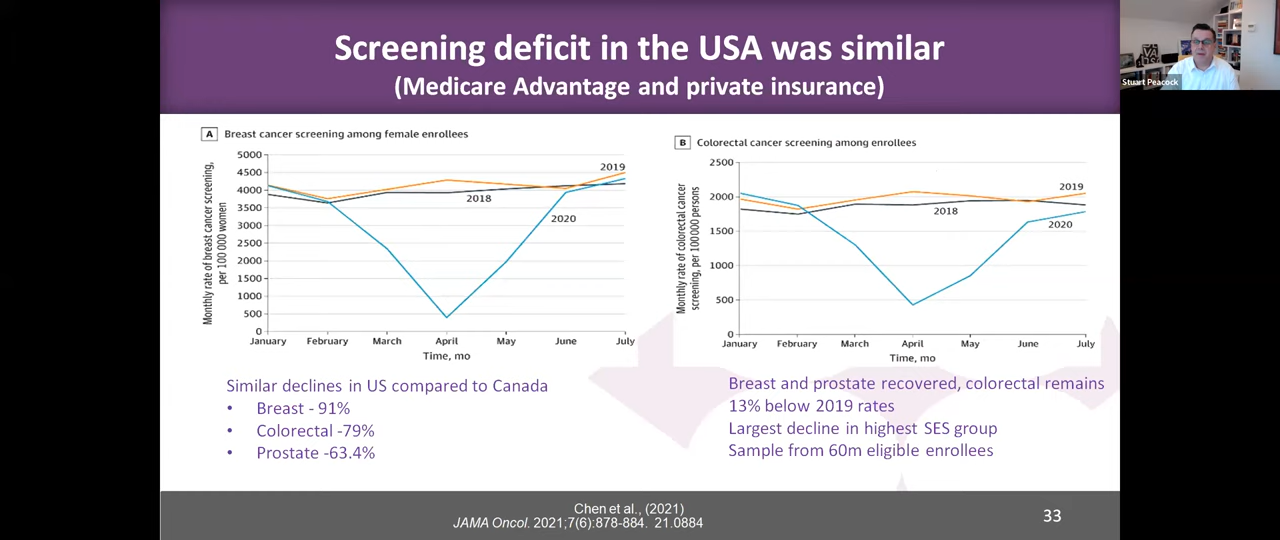 Screening deficit in the USA was similar
(Medicare Advantage and private insurance)
Stuart Peacock
A Breast cancer screening among female enrollees
Monthly rate of breast cancer screening,
per 100 000 women
5000
4500
4000
3500
3000
2500
2000
1500
1000
500
0
2019
2018
2020
January February March April May June July
Time, mo
B Colorectal cancer screening among enrollees
Monthly rate of colorectal cancer
screening, per 100 000 persons
2500
2000
1500
1000
500
0
2019
2018
2020
January February March April May June July
Time, mo
Similar declines in US compared to Canada
• Breast - 91%
• Colorectal -79%
• Prostate -63.4%
Breast and prostate recovered, colorectal remains
13% below 2019 rates
Largest decline in highest SES group
Sample from 60m eligible enrollees
Chen et al., (2021)
JAMA Oncol. 2021;7(6):878-884. 21.0884
33